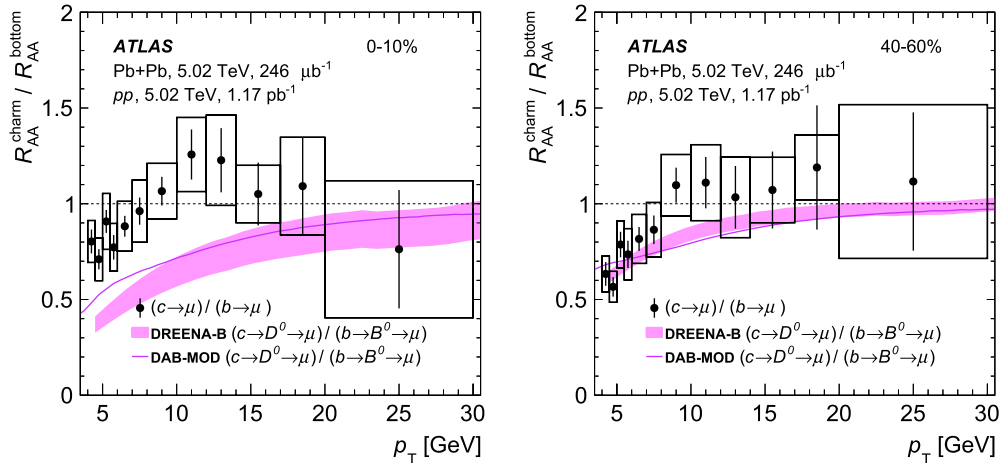 2
1.5
1
0.5
0
R_AA^charm / R_AA^bottom
ATLAS 0-10%
Pb+Pb, 5.02 TeV, 246 μb⁻¹
pp, 5.02 TeV, 1.17 pb⁻¹
(c→μ) / (b→μ)
DREENA-B (c→D⁰→μ) / (b→B⁰→μ)
DAB-MOD (c→D⁰→μ) / (b→B⁰→μ)
5 10 15 20 25 30
p_T [GeV]
2
1.5
1
0.5
0
R_AA^charm / R_AA^bottom
ATLAS 40-60%
Pb+Pb, 5.02 TeV, 246 μb⁻¹
pp, 5.02 TeV, 1.17 pb⁻¹
(c→μ) / (b→μ)
DREENA-B (c→D⁰→μ) / (b→B⁰→μ)
DAB-MOD (c→D⁰→μ) / (b→B⁰→μ)
5 10 15 20 25 30
p_T [GeV]